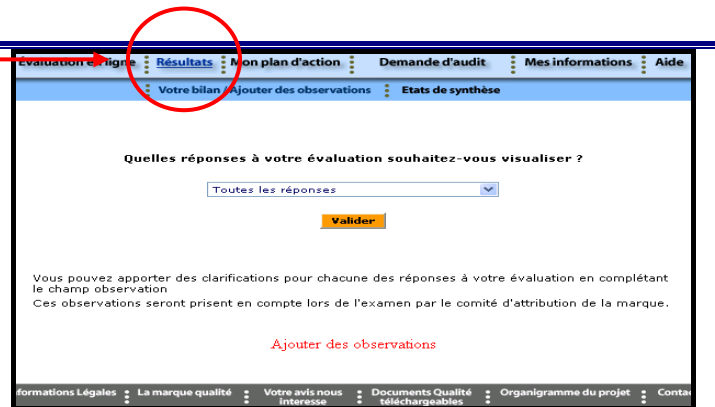 Évaluation en ligne Résultats Mon plan d'action Demande d'audit Mes informations Aide
Votre bilan / Ajouter des observations Etats de synthèse
Quelles réponses à votre évaluation souhaitez-vous visualiser ?
Toutes les réponses
Valider
Vous pouvez apporter des clarifications pour chacune des réponses à votre évaluation en complétant
le champ observation
Ces observations seront prisent en compte lors de l'examen par le comité d'attribution de la marque.
Ajouter des observations
nformations Légales La marque qualité Votre avis nous Documents Qualité Organigramme du projet Conta
interesse téléchargeables